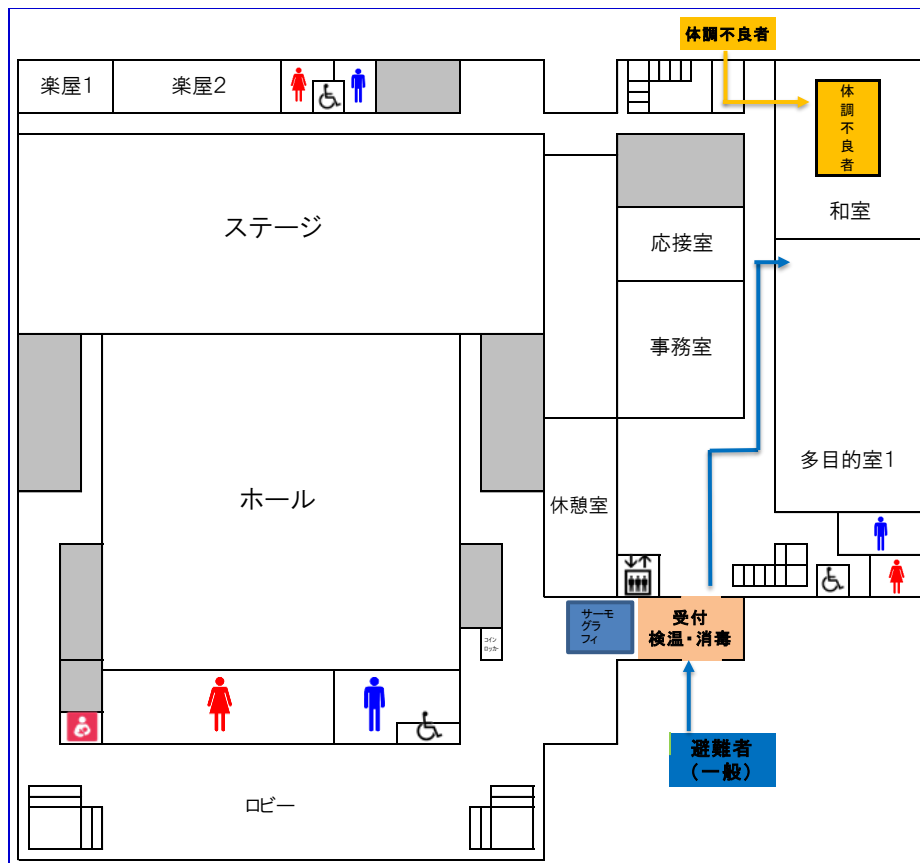 体調不良者
楽屋1
楽屋2
体
調
不
良
者
和室
ステージ
応接室
事務室
多目的室1
ホール
休憩室
サーモ
グラ
フィ
受付
検温・消毒
コイン
ロッカー
避難者
(一般)
ロビー